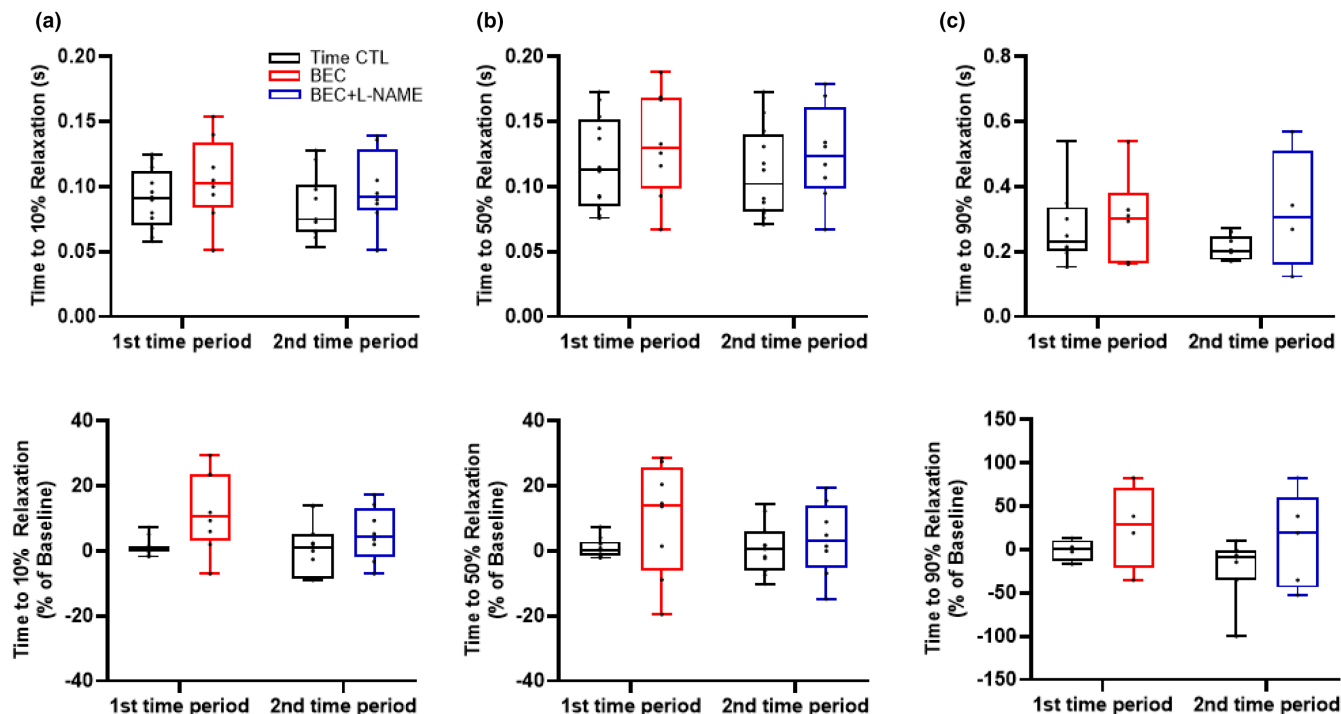 (a)
Time to 10% Relaxation (s)
0.20
0.15
0.10
0.05
0.00
Time CTL
BEC
BEC+L-NAME
1st time period
2nd time period
(b)
Time to 50% Relaxation (s)
0.20
0.15
0.10
0.05
0.00
1st time period
2nd time period
(c)
Time to 90% Relaxation (s)
0.8
0.6
0.4
0.2
0.0
1st time period
2nd time period
Time to 10% Relaxation
(% of Baseline)
40
20
0
-20
-40
1st time period
2nd time period
Time to 50% Relaxation
(% of Baseline)
40
20
0
-20
-40
1st time period
2nd time period
Time to 90% Relaxation
(% of Baseline)
150
100
50
0
-50
-100
-150
1st time period
2nd time period